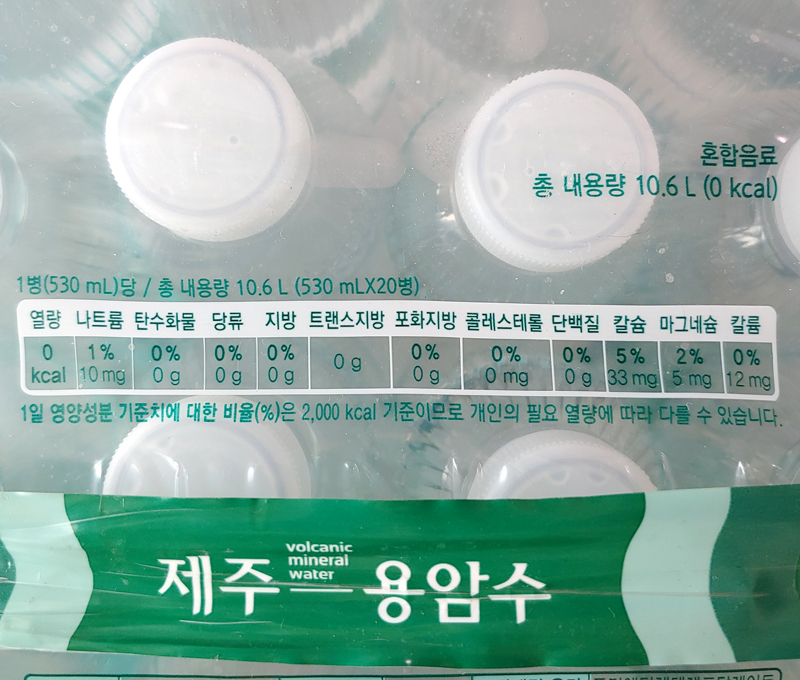 혼합음료
총 내용량 10.6 L (0 kcal)
1병(530 mL)당 / 총 내용량 10.6 L (530 mLX20병)
열량 나트륨 탄수화물 당류 지방 트랜스지방 포화지방 콜레스테롤 단백질 칼슘 마그네슘 칼륨
0 1% 0% 0% 0% 0 g 0% 0% 0% 5% 2% 0%
kcal 10 mg 0 g 0 g 0 g 0 g 0 mg 0 g 33 mg 5 mg 12 mg
1일 영양성분 기준치에 대한 비율(%)은 2,000 kcal 기준이므로 개인의 필요 열량에 따라 다를 수 있습니다.
volcanic
mineral
water
제주 용암수